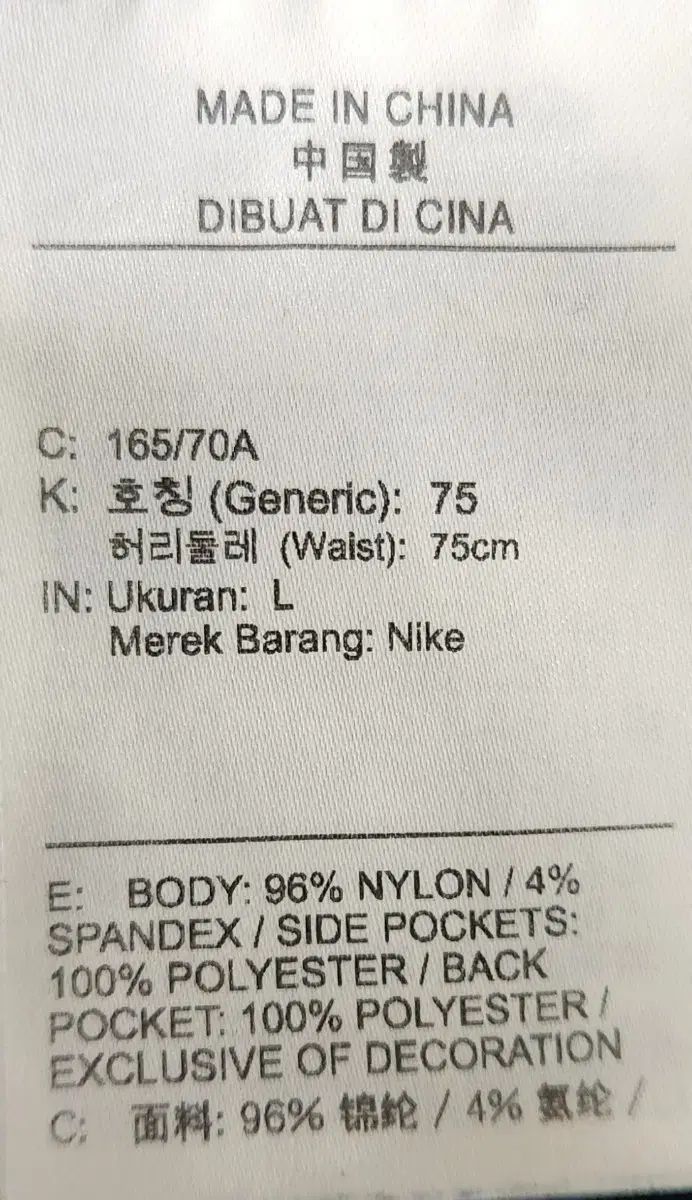 MADE IN CHINA
中国製
DIBUAT DI CINA
C: 165/70A
K: 호칭 (Generic): 75
허리둘레 (Waist): 75cm
IN: Ukuran: L
Merek Barang: Nike
E: BODY: 96% NYLON / 4%
SPANDEX / SIDE POCKETS:
100% POLYESTER / BACK
POCKET: 100% POLYESTER /
EXCLUSIVE OF DECORATION
C: 面料: 96% 锦纶 / 4% 氨纶 /